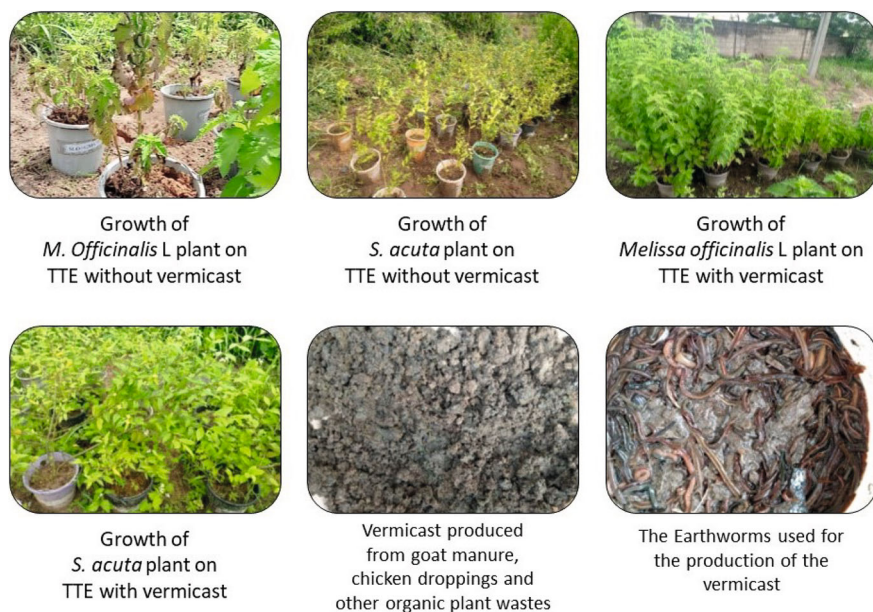 Growth of
M. Officinalis L plant on
TTE without vermicast
Growth of
S. acuta plant on
TTE without vermicast
Growth of
Melissa officinalis L plant on
TTE with vermicast
Growth of
S. acuta plant on
TTE with vermicast
Vermicast produced
from goat manure,
chicken droppings and
other organic plant wastes
The Earthworms used for
the production of the
vermicast